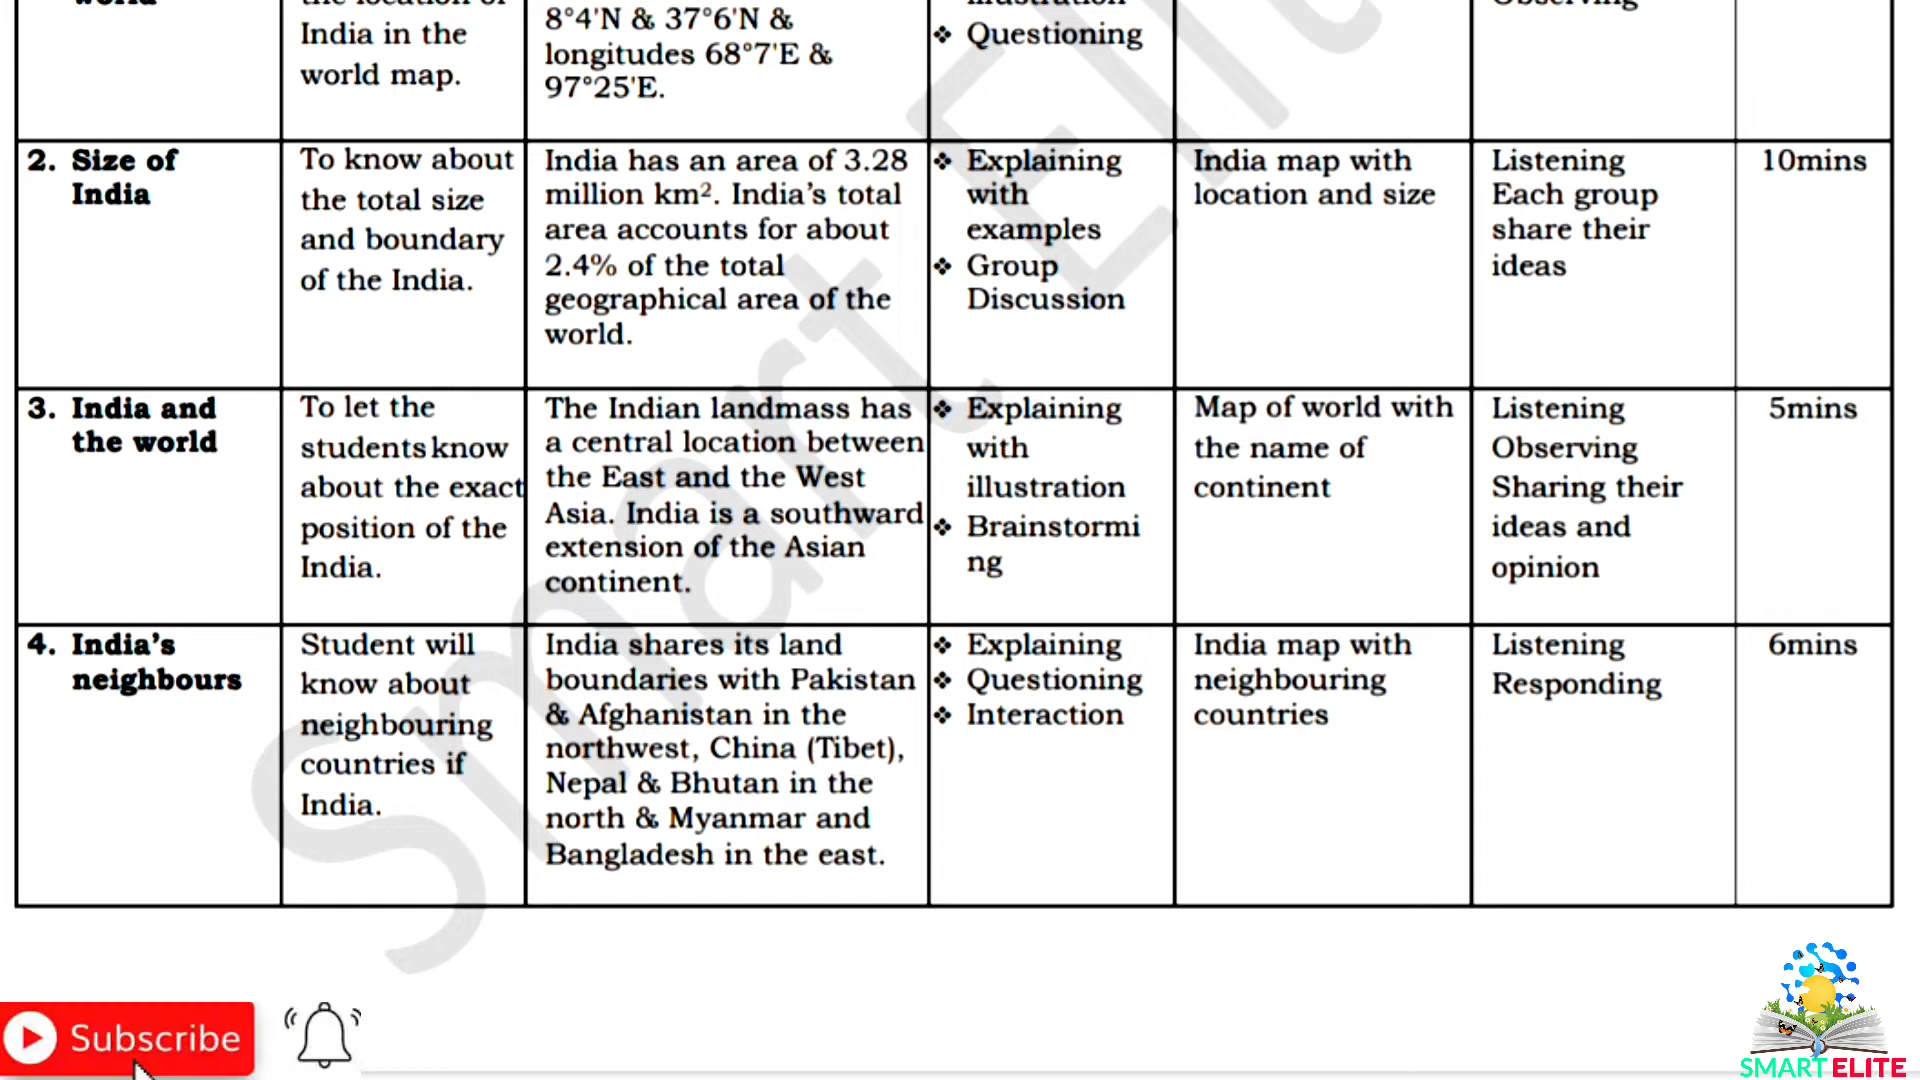 world
the location of
India in the
world map.
8°4'N & 37°6'N &
longitudes 68°7'E &
97°25'E.
illustration
❖ Questioning
Observing
2. Size of
India
To know about
the total size
and boundary
of the India.
India has an area of 3.28
million km². India's total
area accounts for about
2.4% of the total
geographical area of the
world.
❖ Explaining
with
examples
❖ Group
Discussion
India map with
location and size
Listening
Each group
share their
ideas
10mins
3. India and
the world
To let the
students know
about the exact
position of the
India.
The Indian landmass has
a central location between
the East and the West
Asia. India is a southward
extension of the Asian
continent.
❖ Explaining
with
illustration
❖ Brainstormi
ng
Map of world with
the name of
continent
Listening
Observing
Sharing their
ideas and
opinion
5mins
4. India's
neighbours
Student will
know about
neighbouring
countries if
India.
India shares its land
boundaries with Pakistan
& Afghanistan in the
northwest, China (Tibet),
Nepal & Bhutan in the
north & Myanmar and
Bangladesh in the east.
❖ Explaining
❖ Questioning
❖ Interaction
India map with
neighbouring
countries
Listening
Responding
6mins
Smart Elit
Subscribe
SMART ELITE